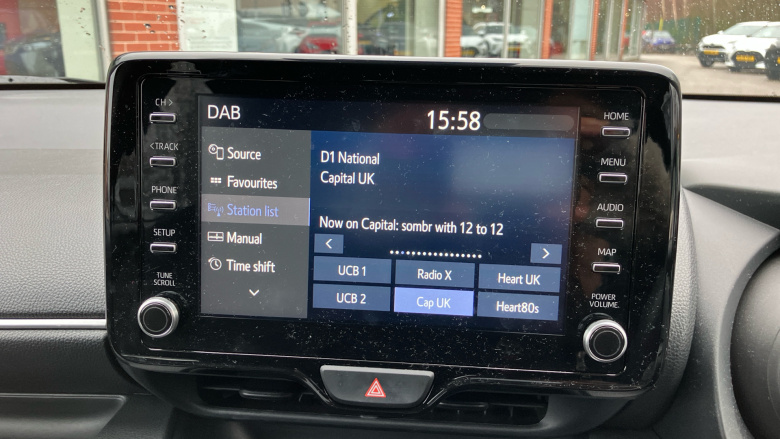 DAB
15:58
CH >
< TRACK
PHONE
SETUP
TUNE
SCROLL
Source
Favourites
Station list
Manual
Time shift
D1 National
Capital UK
Now on Capital: sombr with 12 to 12
< >
UCB 1 Radio X Heart UK
UCB 2 Cap UK Heart80s
HOME
MENU
AUDIO
MAP
POWER
VOLUME